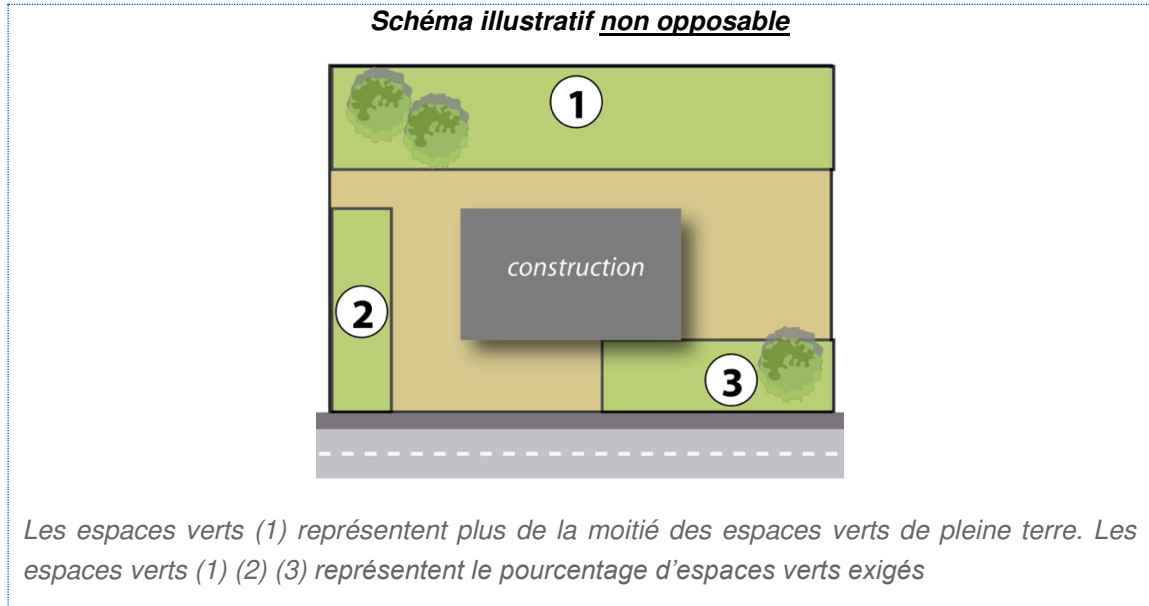 Schéma illustratif non opposable
1
construction
2
3
Les espaces verts (1) représentent plus de la moitié des espaces verts de pleine terre. Les
espaces verts (1) (2) (3) représentent le pourcentage d'espaces verts exigés